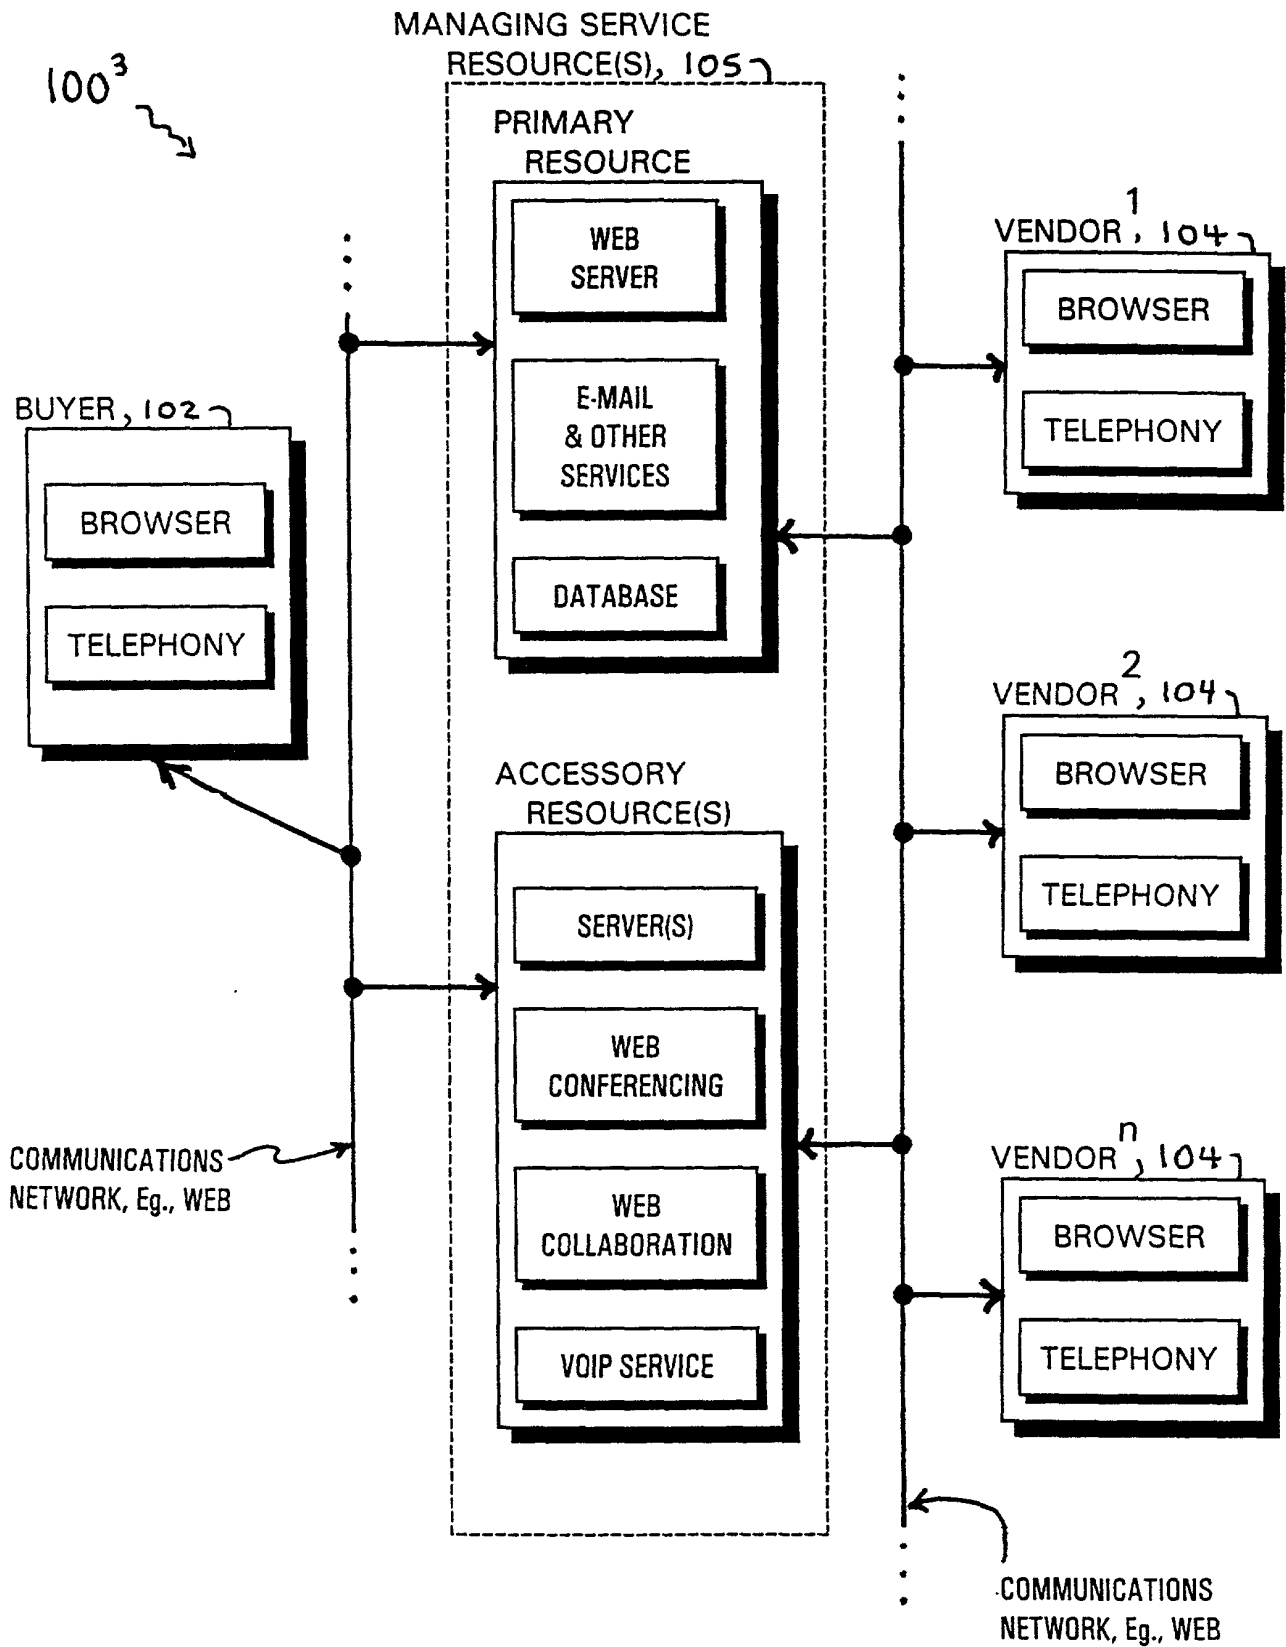 MANAGING SERVICE
RESOURCE(S), 105
100³
PRIMARY
RESOURCE
WEB
SERVER
E-MAIL
& OTHER
SERVICES
DATABASE
BUYER, 102
BROWSER
TELEPHONY
ACCESSORY
RESOURCE(S)
SERVER(S)
WEB
CONFERENCING
WEB
COLLABORATION
VOIP SERVICE
COMMUNICATIONS
NETWORK, Eg., WEB
VENDOR¹, 104
BROWSER
TELEPHONY
VENDOR², 104
BROWSER
TELEPHONY
VENDORⁿ, 104
BROWSER
TELEPHONY
COMMUNICATIONS
NETWORK, Eg., WEB